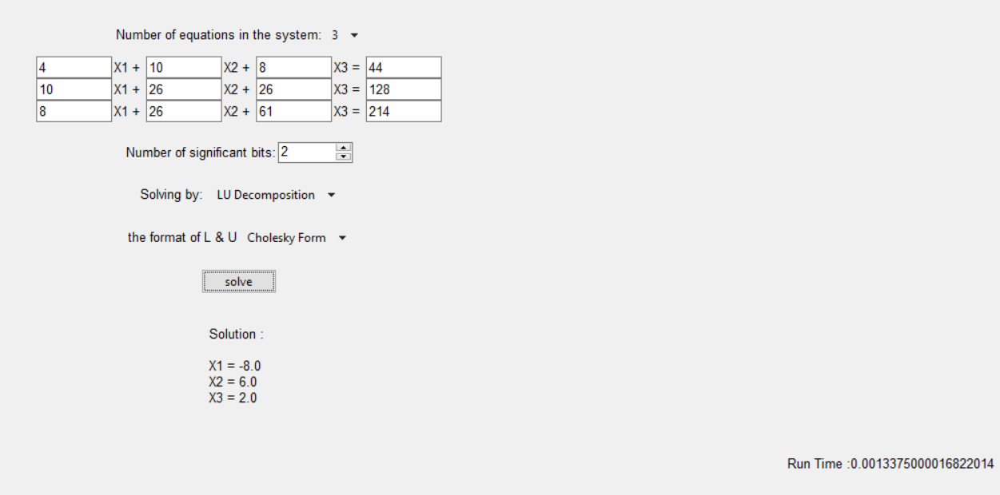 Number of equations in the system: 3
4 X1 + 10 X2 + 8 X3 = 44
10 X1 + 26 X2 + 26 X3 = 128
8 X1 + 26 X2 + 61 X3 = 214
Number of significant bits: 2
Solving by: LU Decomposition
the format of L & U Cholesky Form
solve
Solution :
X1 = -8.0
X2 = 6.0
X3 = 2.0
Run Time :0.0013375000016822014